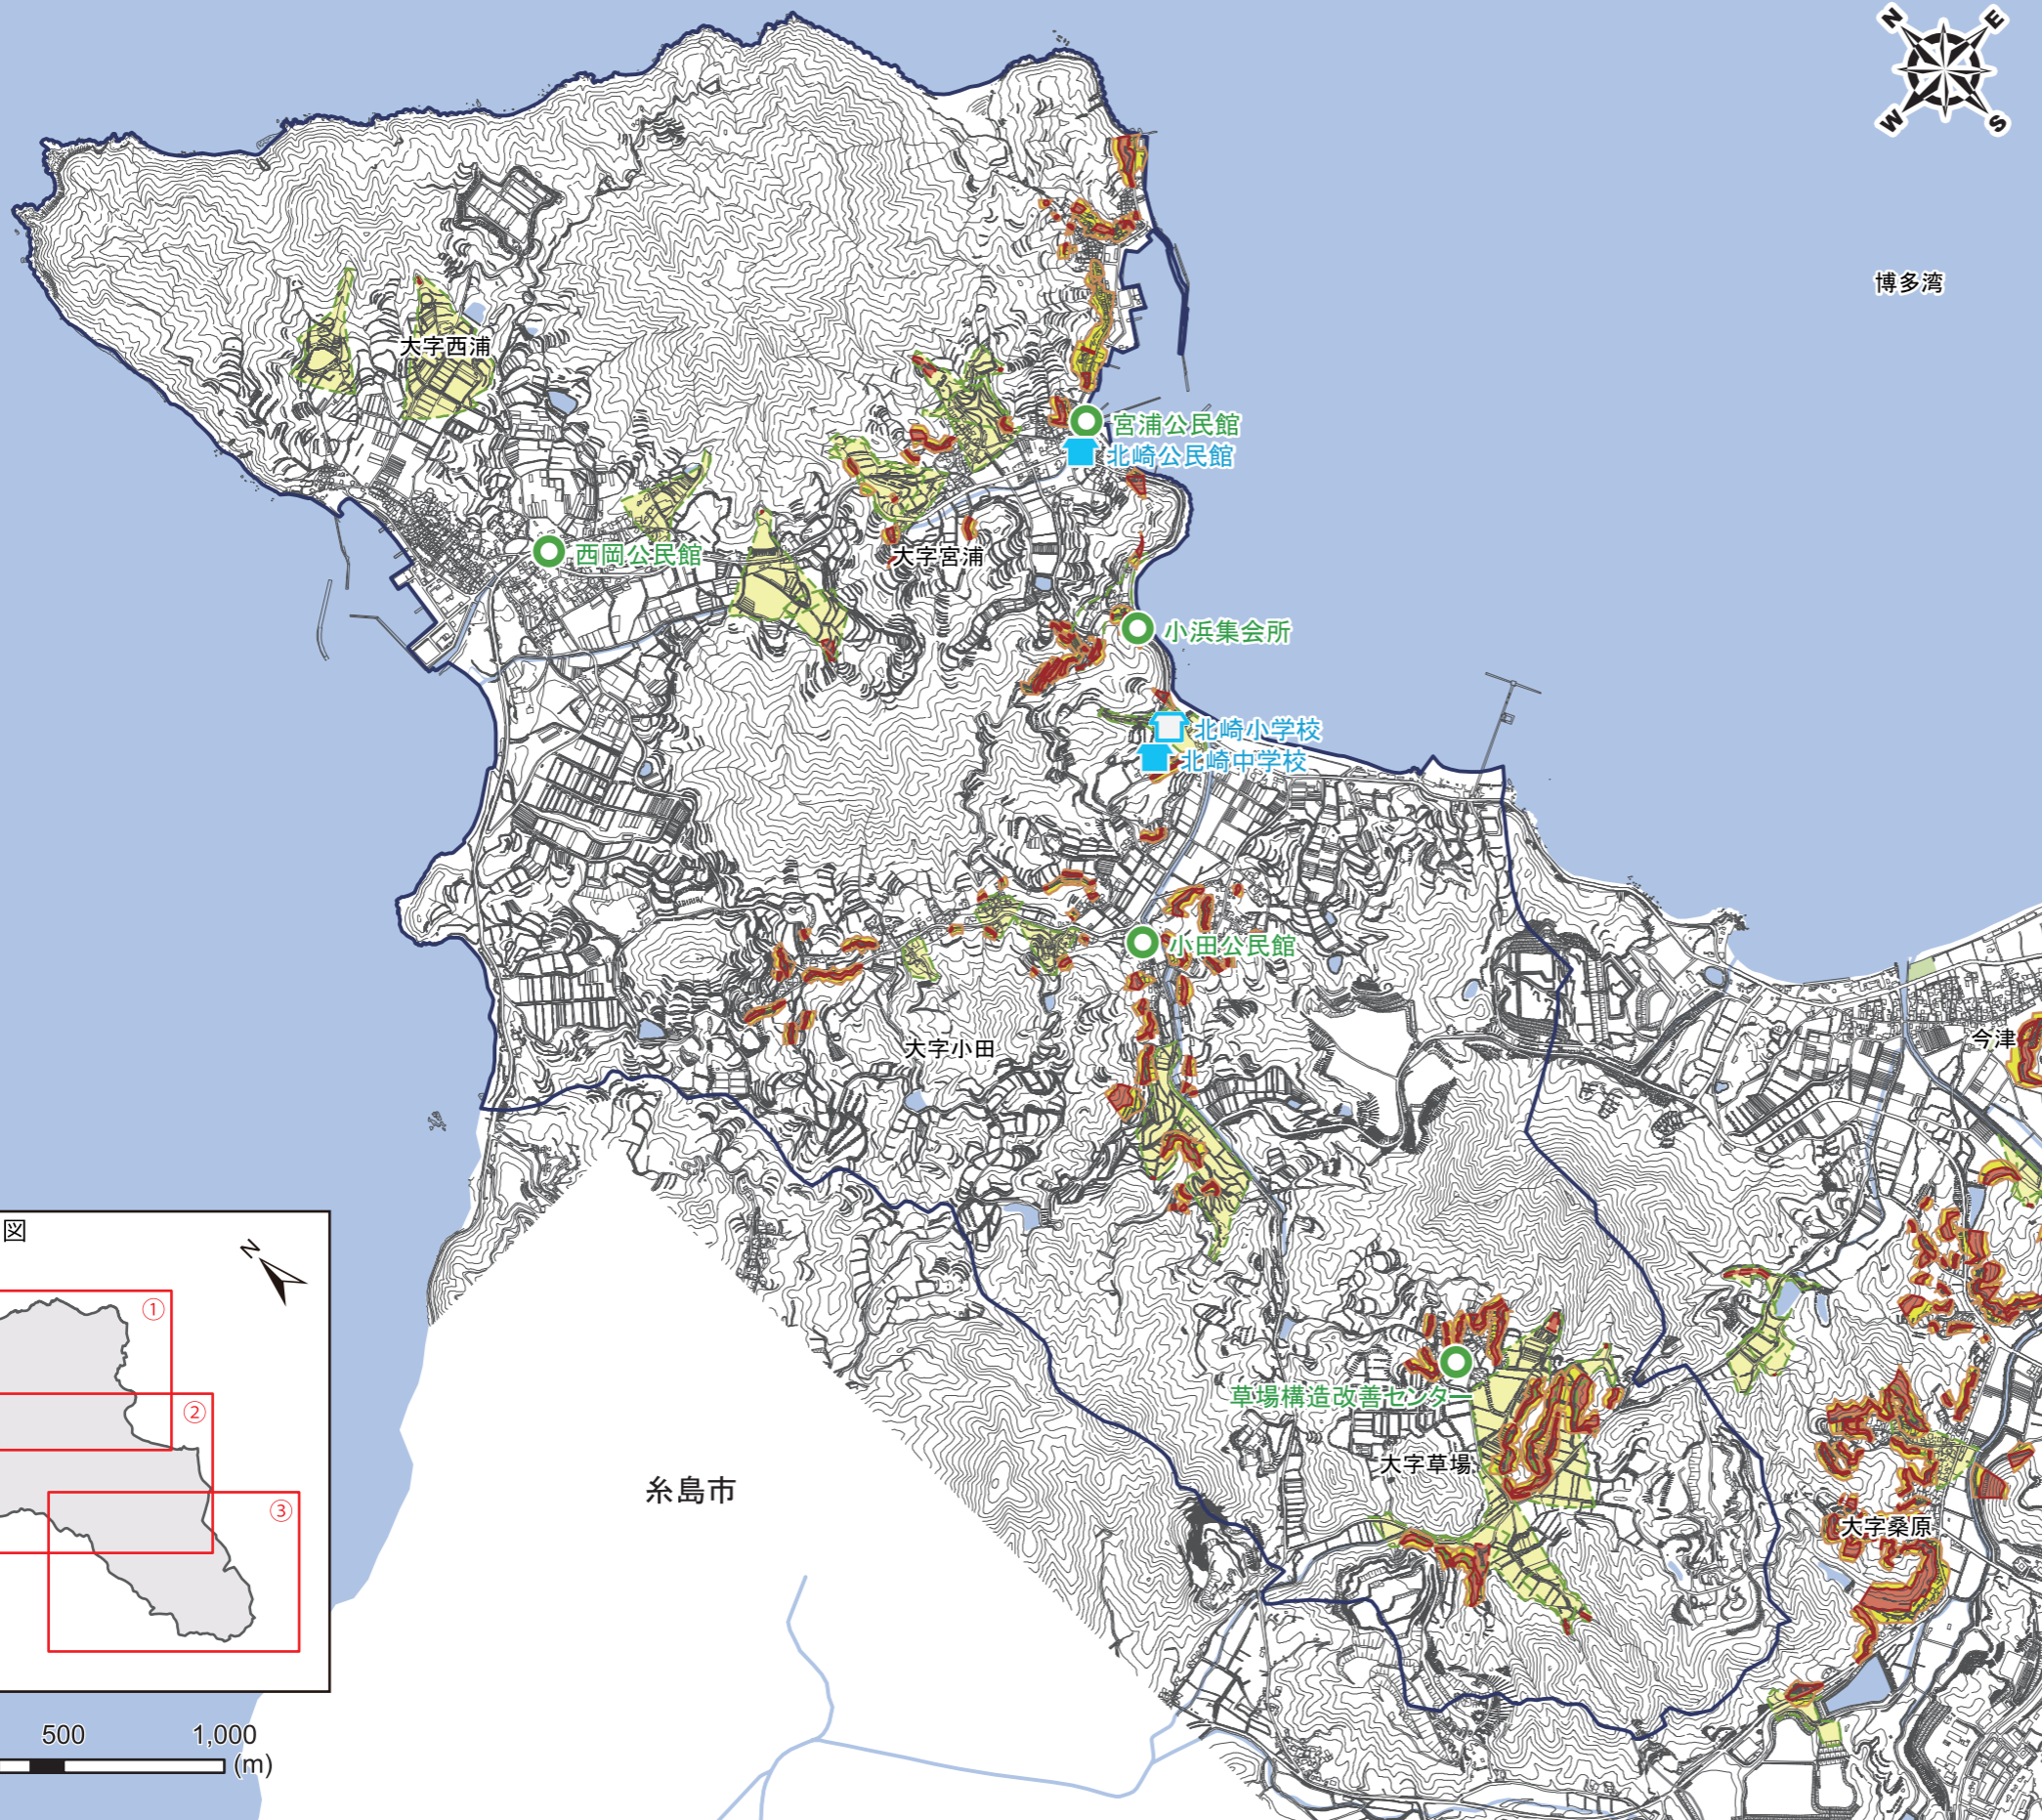 N
E
W
S
博多湾
大字西浦
宮浦公民館
北崎公民館
西岡公民館
大字宮浦
小浜集会所
北崎小学校
北崎中学校
小田公民館
今津
大字小田
図
N
①
②
③
草場構造改善センター
大字草場
糸島市
大字桑原
500
1,000
(m)